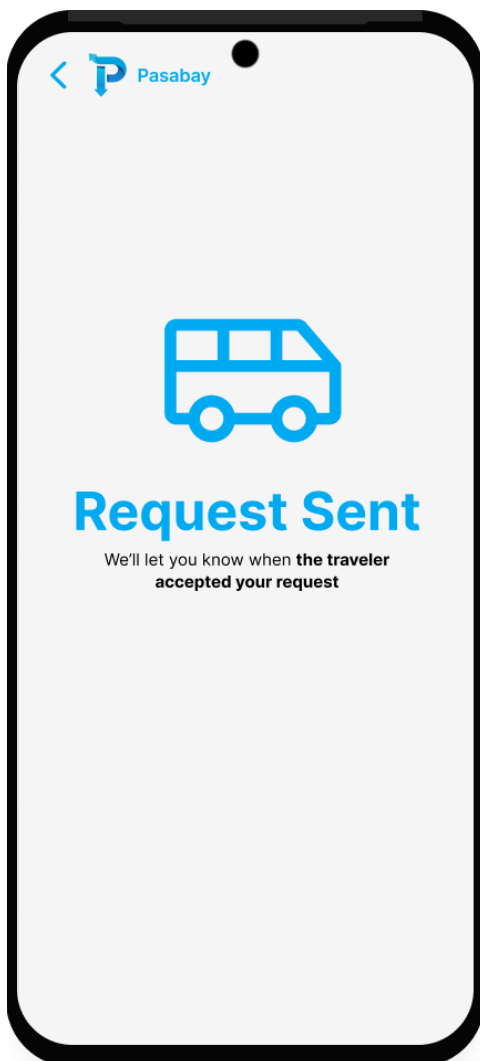 Pasabay
Request Sent
We'll let you know when the traveler
accepted your request